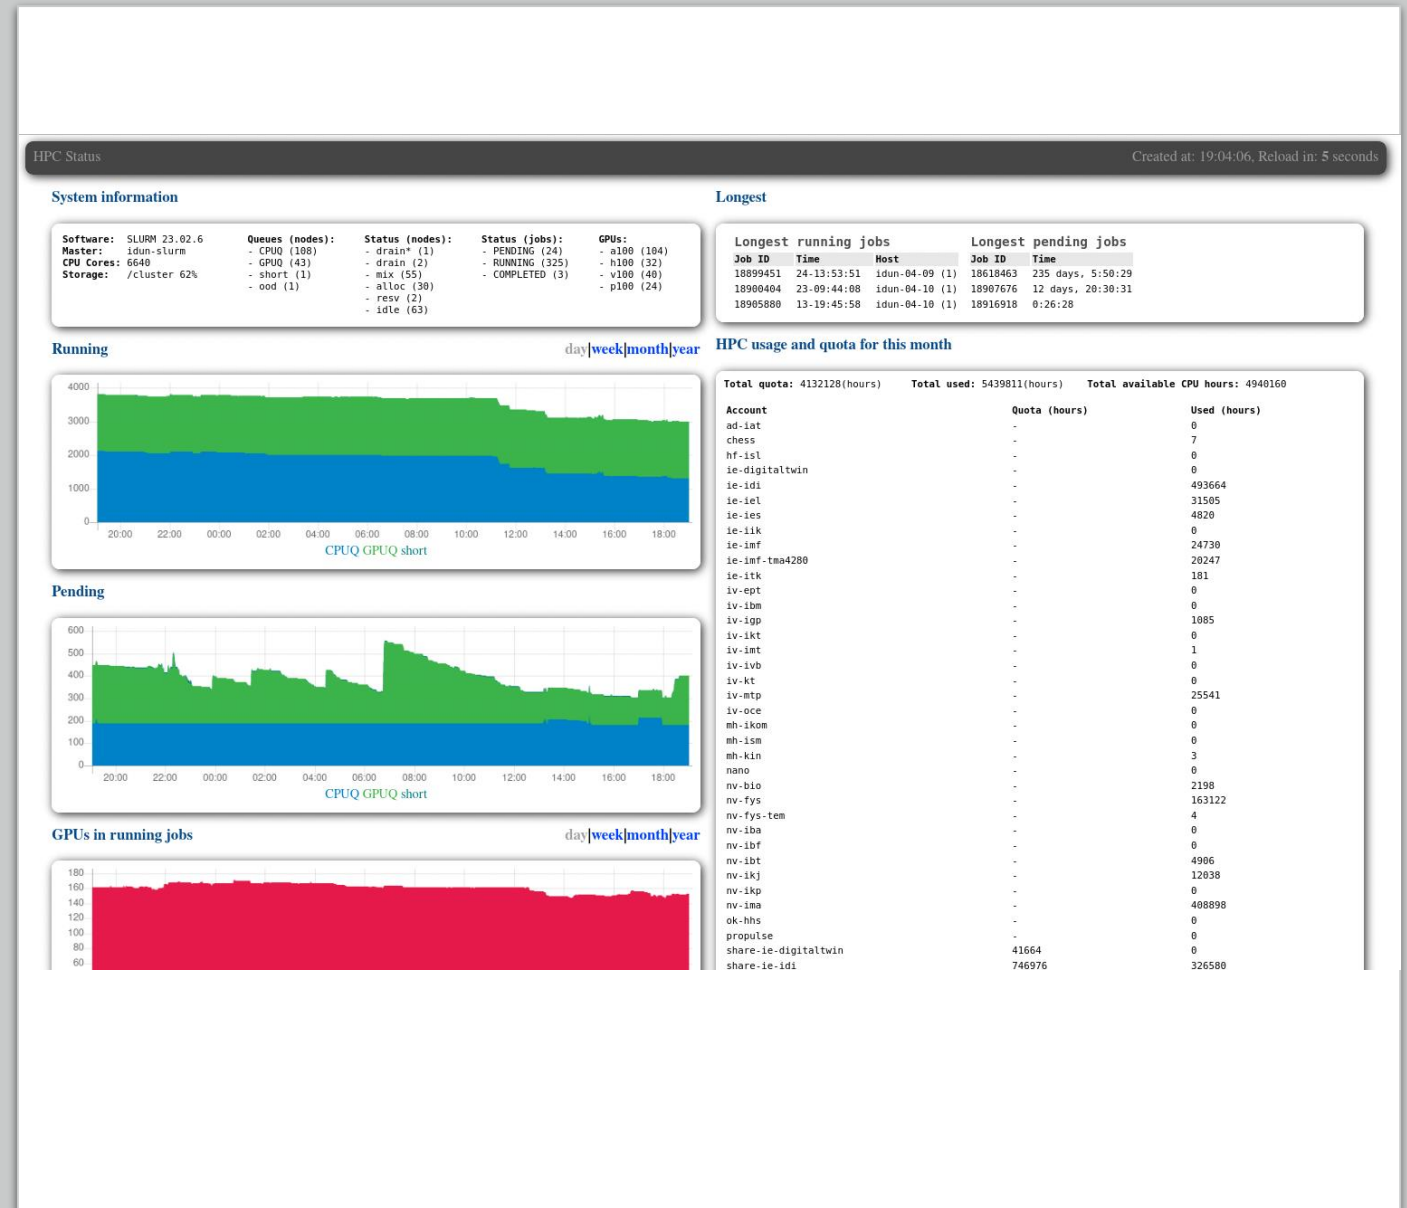 HPC Status
Created at: 19:04:06, Reload in: 5 seconds
System information
Software: SLURM 23.02.6
Master: idun-slurm
CPU Cores: 6640
Storage: /cluster 62%
Queues (nodes):
- CPUQ (108)
- GPUQ (43)
- short (1)
- ood (1)
Status (nodes):
- drain* (1)
- drain (2)
- mix (55)
- alloc (30)
- resv (2)
- idle (63)
Status (jobs):
- PENDING (24)
- RUNNING (325)
- COMPLETED (3)
GPUs:
- a100 (104)
- h100 (32)
- v100 (40)
- p100 (24)
Running
day|week|month|year
4000
3000
2000
1000
0
20:00 22:00 00:00 02:00 04:00 06:00 08:00 10:00 12:00 14:00 16:00 18:00
CPUQ GPUQ short
Pending
600
500
400
300
200
100
0
20:00 22:00 00:00 02:00 04:00 06:00 08:00 10:00 12:00 14:00 16:00 18:00
CPUQ GPUQ short
GPUs in running jobs
day|week|month|year
180
160
140
120
100
80
60
Longest
Longest running jobs
Job ID Time Host
18899451 24-13:53:51 idun-04-09 (1)
18900404 23-09:44:08 idun-04-10 (1)
18905880 13-19:45:58 idun-04-10 (1)
Longest pending jobs
Job ID Time
18618463 235 days, 5:50:29
18907676 12 days, 20:30:31
18916918 0:26:28
HPC usage and quota for this month
Total quota: 4132128(hours) Total used: 5439811(hours) Total available CPU hours: 4940160
Account Quota (hours) Used (hours)
ad-iat - 0
chess - 7
hf-isl - 0
ie-digitaltwin - 0
ie-idi - 493664
ie-iel - 31505
ie-ies - 4820
ie-iik - 0
ie-imf - 24730
ie-imf-tma4280 - 20247
ie-itk - 181
iv-ept - 0
iv-ibm - 0
iv-igp - 1085
iv-ikt - 0
iv-imt - 1
iv-ivb - 0
iv-kt - 0
iv-mtp - 25541
iv-oce - 0
mh-ikom - 0
mh-ism - 0
mh-kin - 3
nano - 0
nv-bio - 2198
nv-fys - 163122
nv-fys-tem - 4
nv-iba - 0
nv-ibf - 0
nv-ibt - 4906
nv-ikj - 12038
nv-ikp - 0
nv-ima - 408898
ok-hhs - 0
propulse - 0
share-ie-digitaltwin 41664 0
share-ie-idi 746976 326580